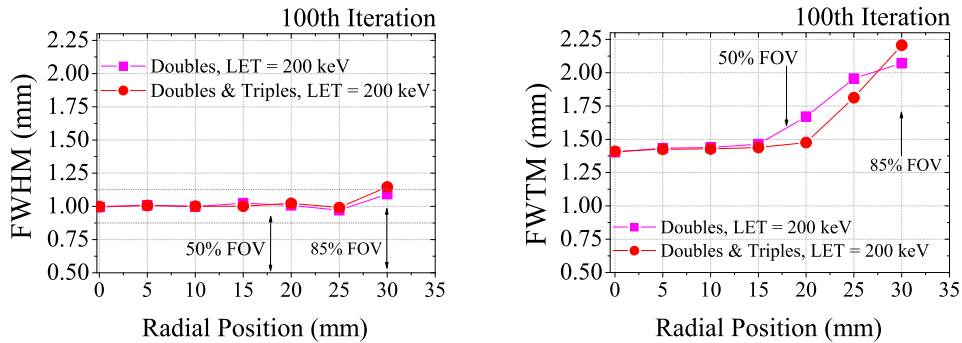 100th Iteration
2.25
2.00
1.75
1.50
1.25
1.00
0.75
0.50
FWHM (mm)
Doubles, LET = 200 keV
Doubles & Triples, LET = 200 keV
50% FOV
85% FOV
0 5 10 15 20 25 30 35
Radial Position (mm)
100th Iteration
2.25
2.00
1.75
1.50
1.25
1.00
0.75
0.50
FWTM (mm)
50% FOV
85% FOV
Doubles, LET = 200 keV
Doubles & Triples, LET = 200 keV
0 5 10 15 20 25 30 35
Radial Position (mm)